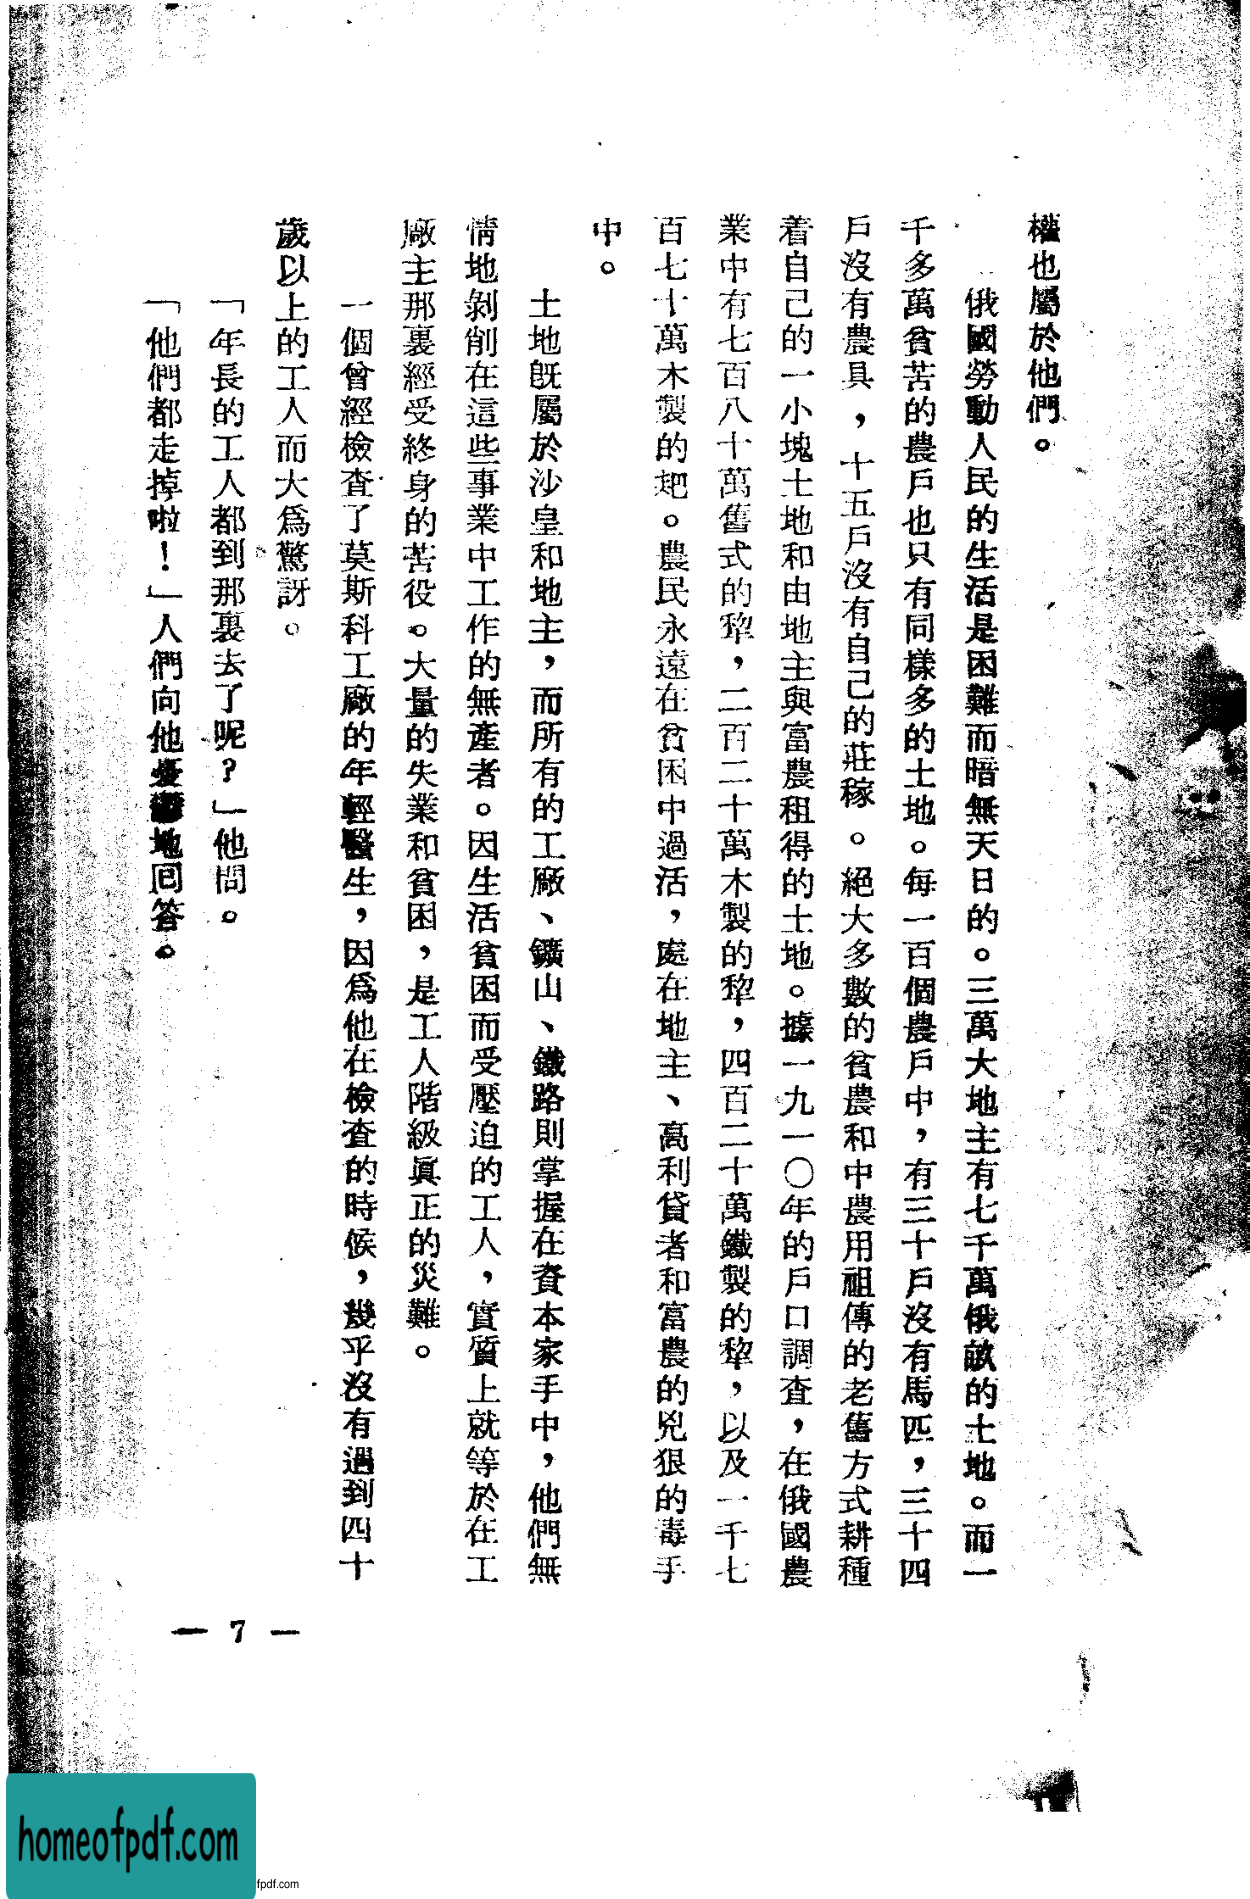 權也屬於他們。
俄國勞動人民的生活是困難而暗無天日的。三萬大地主有七千萬俄畝的土地。而一
千多萬貧苦的農戶也只有同樣多的土地。每一百個農戶中，有三十戶沒有馬匹，三十四
戶沒有農具，十五戶沒有自己的莊稼。絕大多數的貧農和中農用祖傳的老舊方式耕種
着自己的一小塊土地和由地主與富農租得的土地。據一九一〇年的戶口調查，在俄國農
業中有七百八十萬舊式的犂，二百二十萬木製的犂，四百二十萬鐵製的犂，以及一千七
百七十萬木製的耙。農民永遠在貧困中過活，處在地主、高利貸者和富農的兇狠的毒手
中。
土地旣屬於沙皇和地主，而所有的工廠、鑛山、鐵路則掌握在資本家手中，他們無
情地剝削在這些事業中工作的無產者。因生活貧困而受壓迫的工人，實質上就等於在工
廠主那裏經受終身的苦役。大量的失業和貧困，是工人階級眞正的災難。
一個曾經檢查了莫斯科工廠的年輕醫生，因爲他在檢查的時候，幾乎沒有遇到四十
歲以上的工人而大爲驚訝。
「年長的工人都到那裏去了呢？」他問。
「他們都走掉啦！」人們向他憂鬱地囘答。
— 7 —
homeofpdf.com
fpdf.com